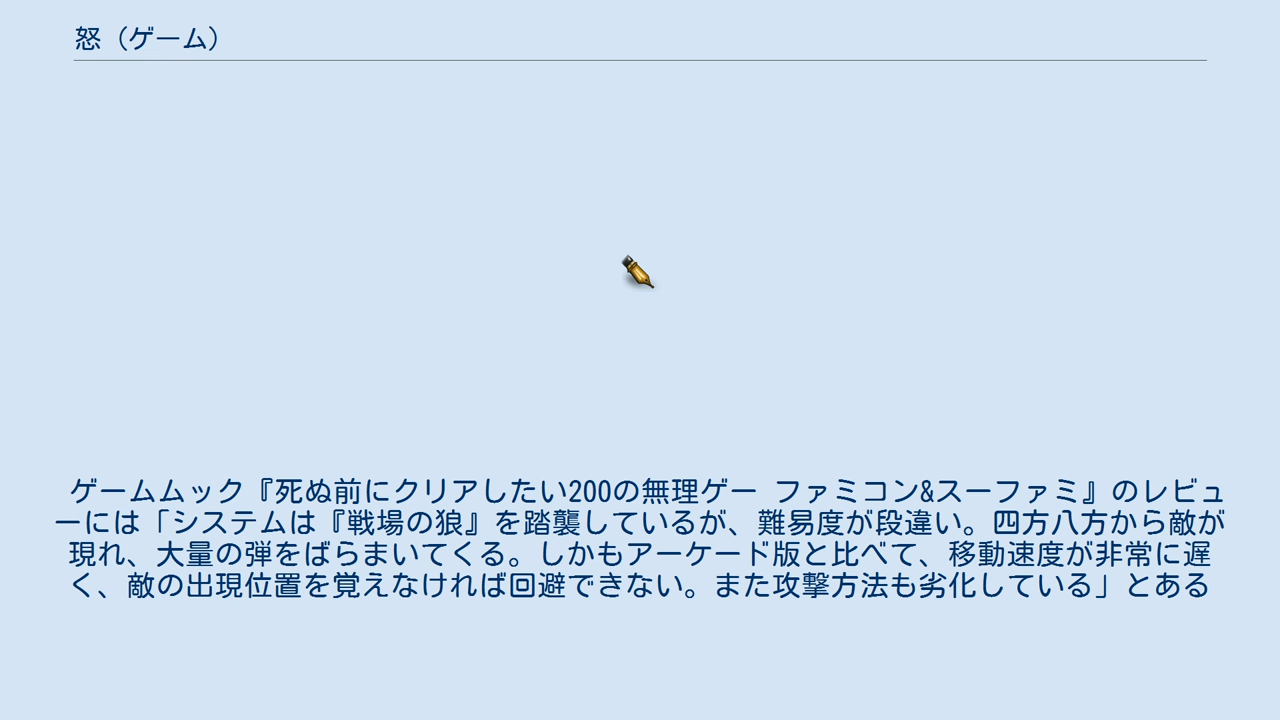 怒（ゲーム）
ゲームムック『死ぬ前にクリアしたい200の無理ゲー ファミコン&スーファミ』のレビュ
ーには「システムは『戦場の狼』を踏襲しているが、難易度が段違い。四方八方から敵が
現れ、大量の弾をばらまいてくる。しかもアーケード版と比べて、移動速度が非常に遅
く、敵の出現位置を覚えなければ回避できない。また攻撃方法も劣化している」とある